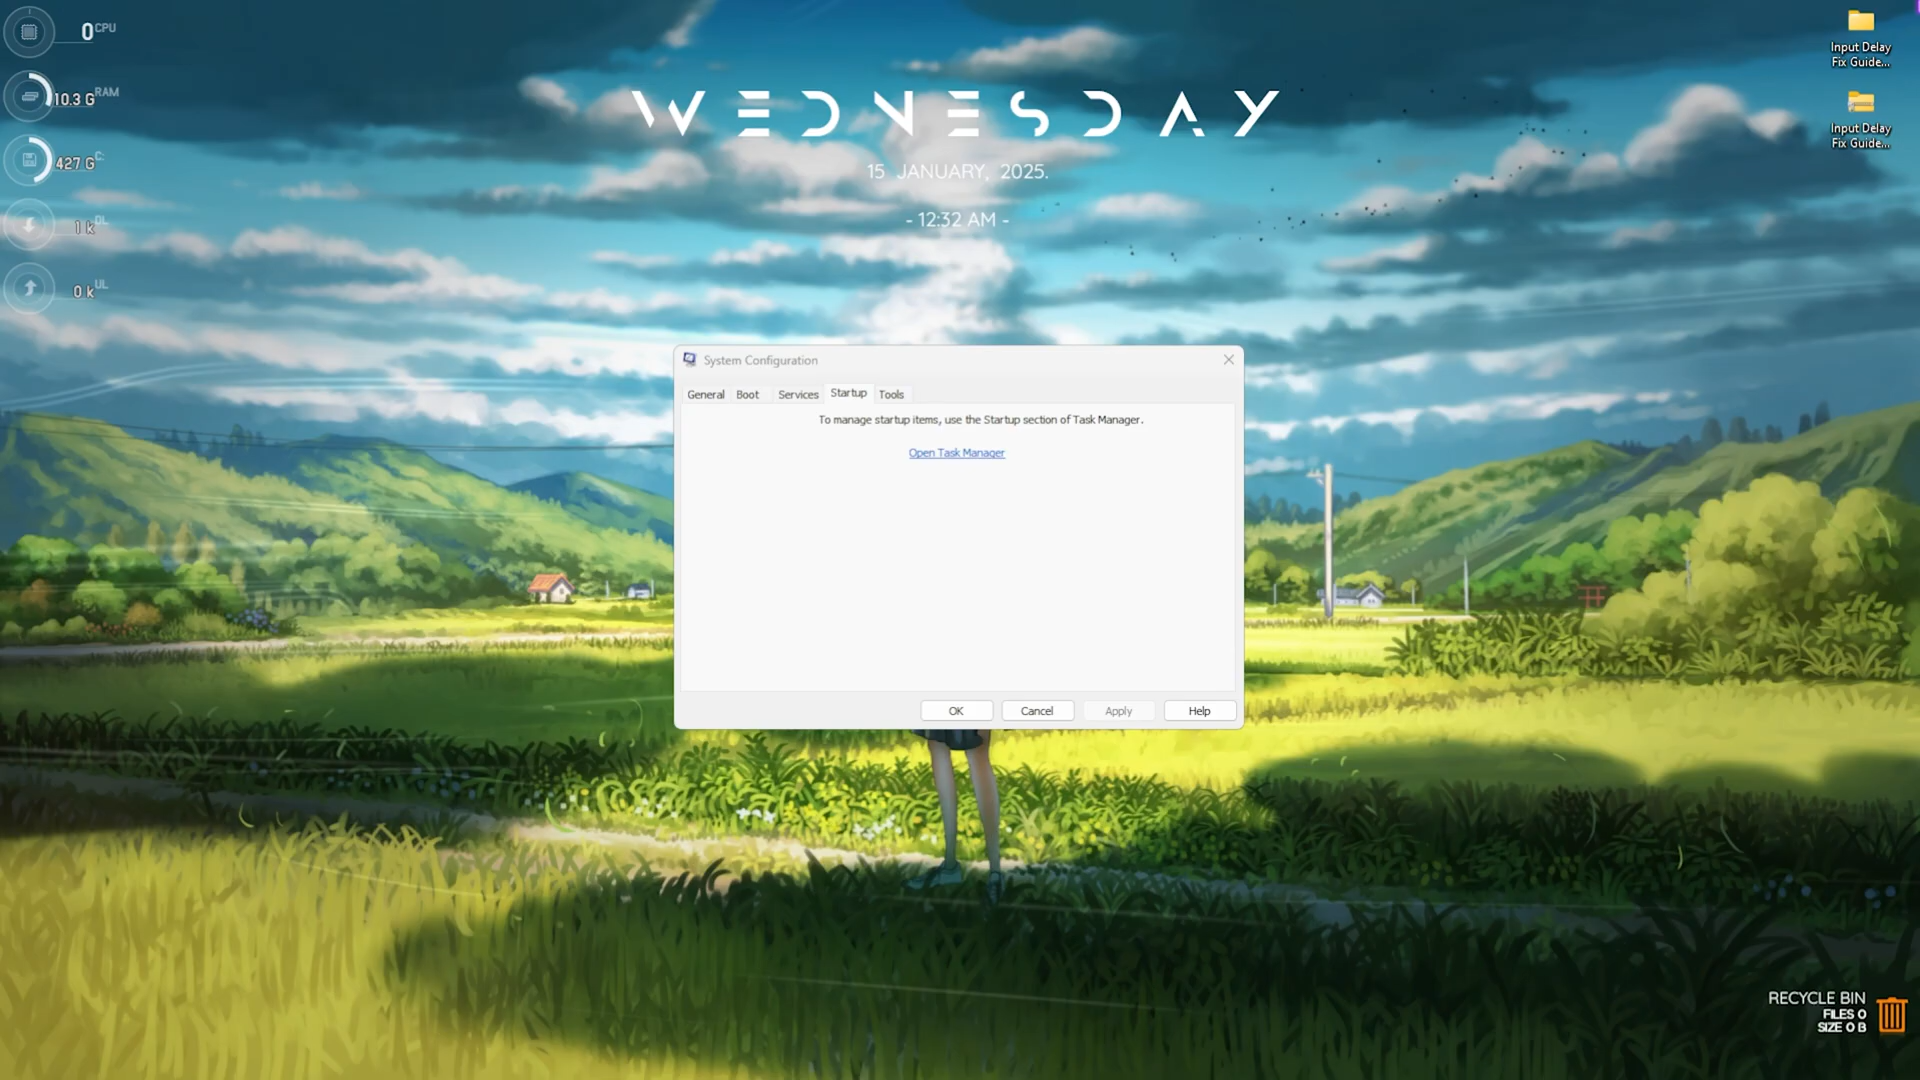 0 CPU
10.3 G RAM
427 G C:
1 k DL
0 k UL
WEDNESDAY
15 JANUARY, 2025.
- 12:32 AM -
Input Delay
Fix Guide...
Input Delay
Fix Guide...
System Configuration
General Boot Services Startup Tools
To manage startup items, use the Startup section of Task Manager.
Open Task Manager
OK Cancel Apply Help
RECYCLE BIN
FILES 0
SIZE 0 B